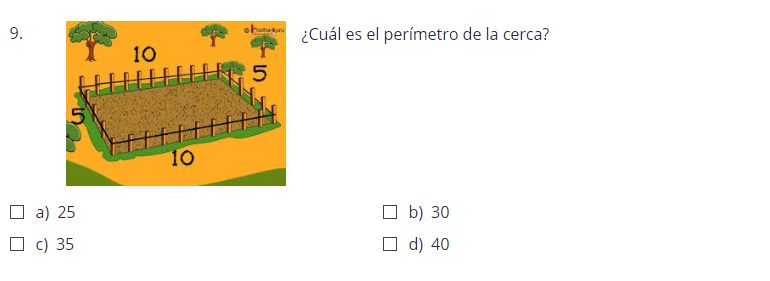 9.
¿Cuál es el perímetro de la cerca?
10
5
5
10
a) 25
b) 30
c) 35
d) 40